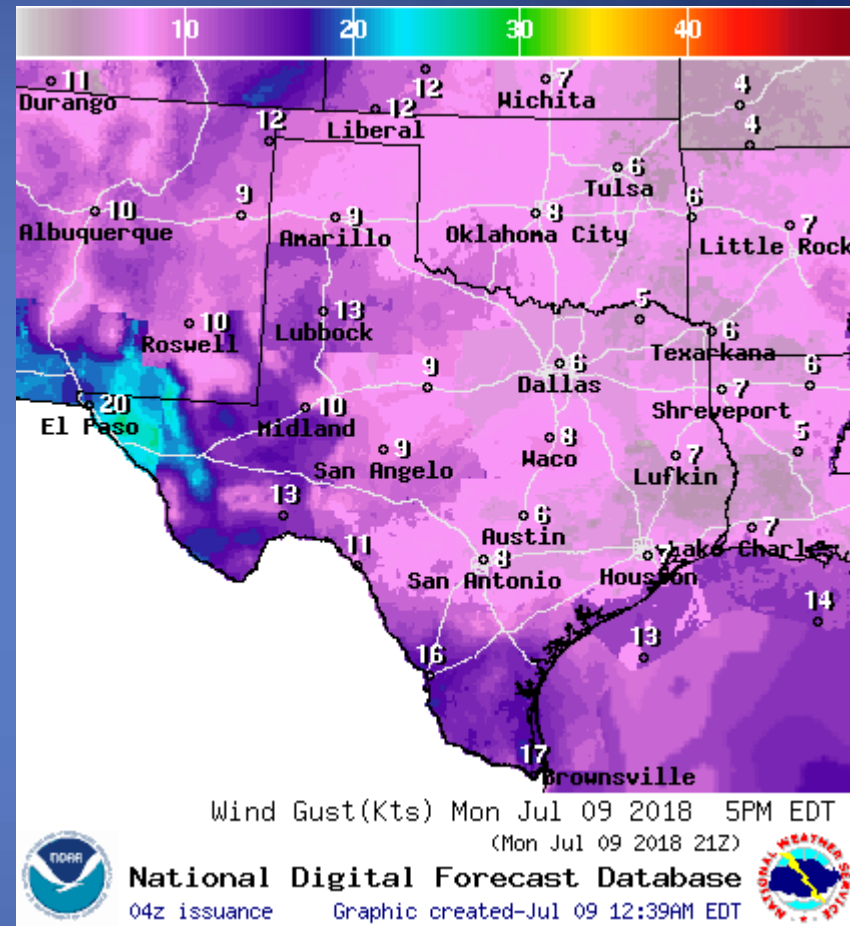 10 20 30 40
11 12 7 4
Durango Wichita
12 Liberal 12 4
6
Tulsa
10 9 9 8 6 7
Albuquerque Amarillo Oklahoma City Little Rock
10 13 5
Roswell Lubbock 6
Texarkana
9 6 6
Dallas 7
20 10 Shreveport
El Paso Midland
9 8 7 5
San Angelo Waco Lufkin
13 6 7
Austin
11 8 Lake Charl
San Antonio Houston
14
16 13
17
Brownsville
Wind Gust(Kts) Mon Jul 09 2018 5PM EDT
(Mon Jul 09 2018 21Z)
National Digital Forecast Database
04z issuance Graphic created-Jul 09 12:39AM EDT
NOAA
NATIONAL WEATHER SERVICE